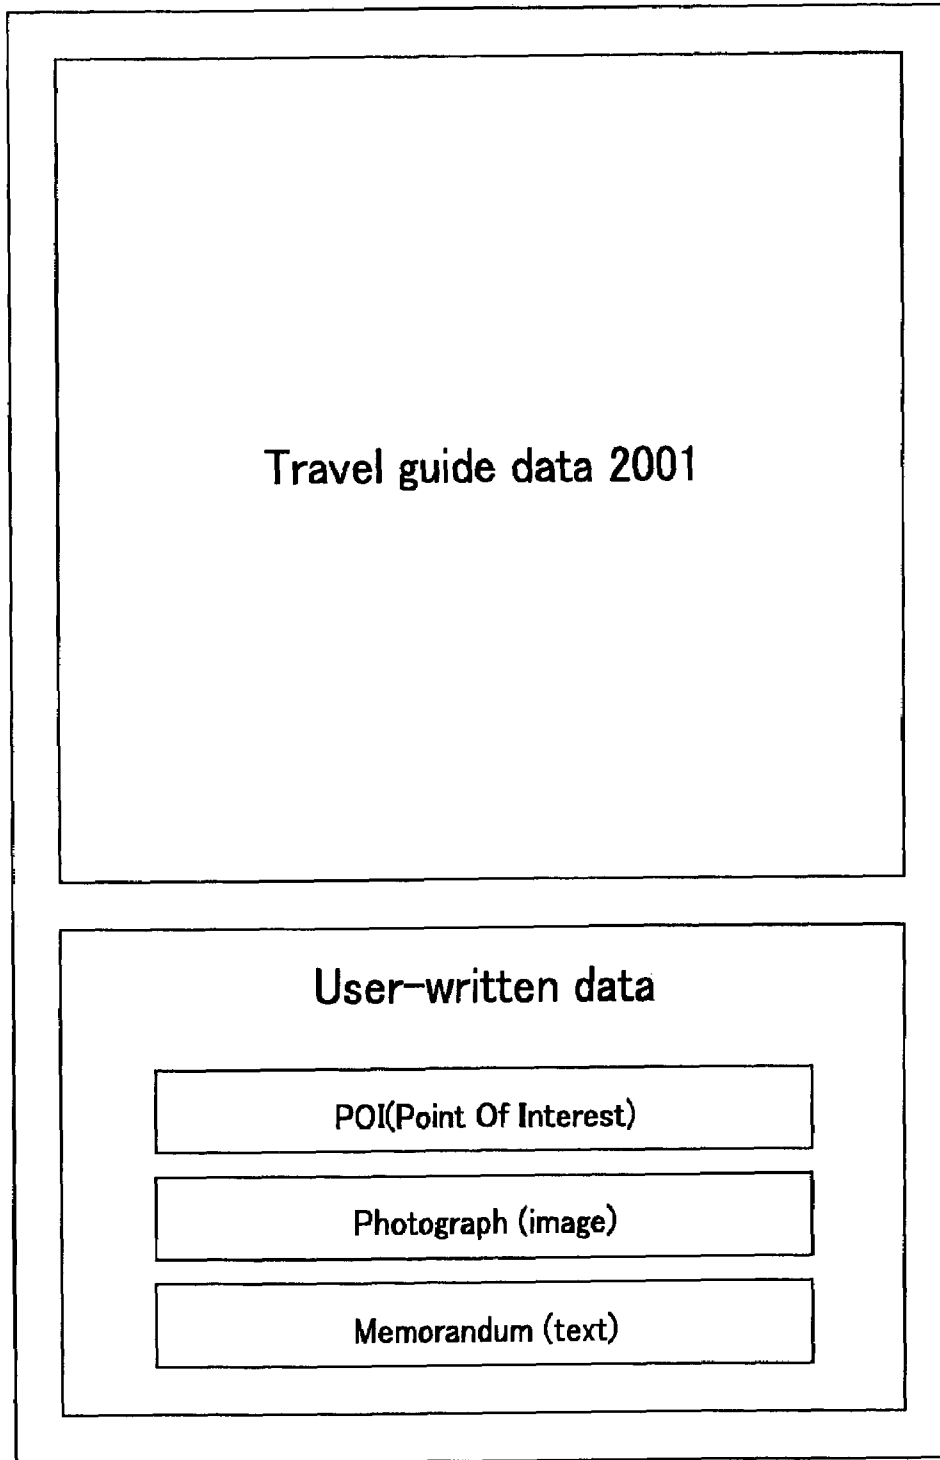 Travel guide data 2001
User-written data
POI(Point Of Interest)
Photograph (image)
Memorandum (text)